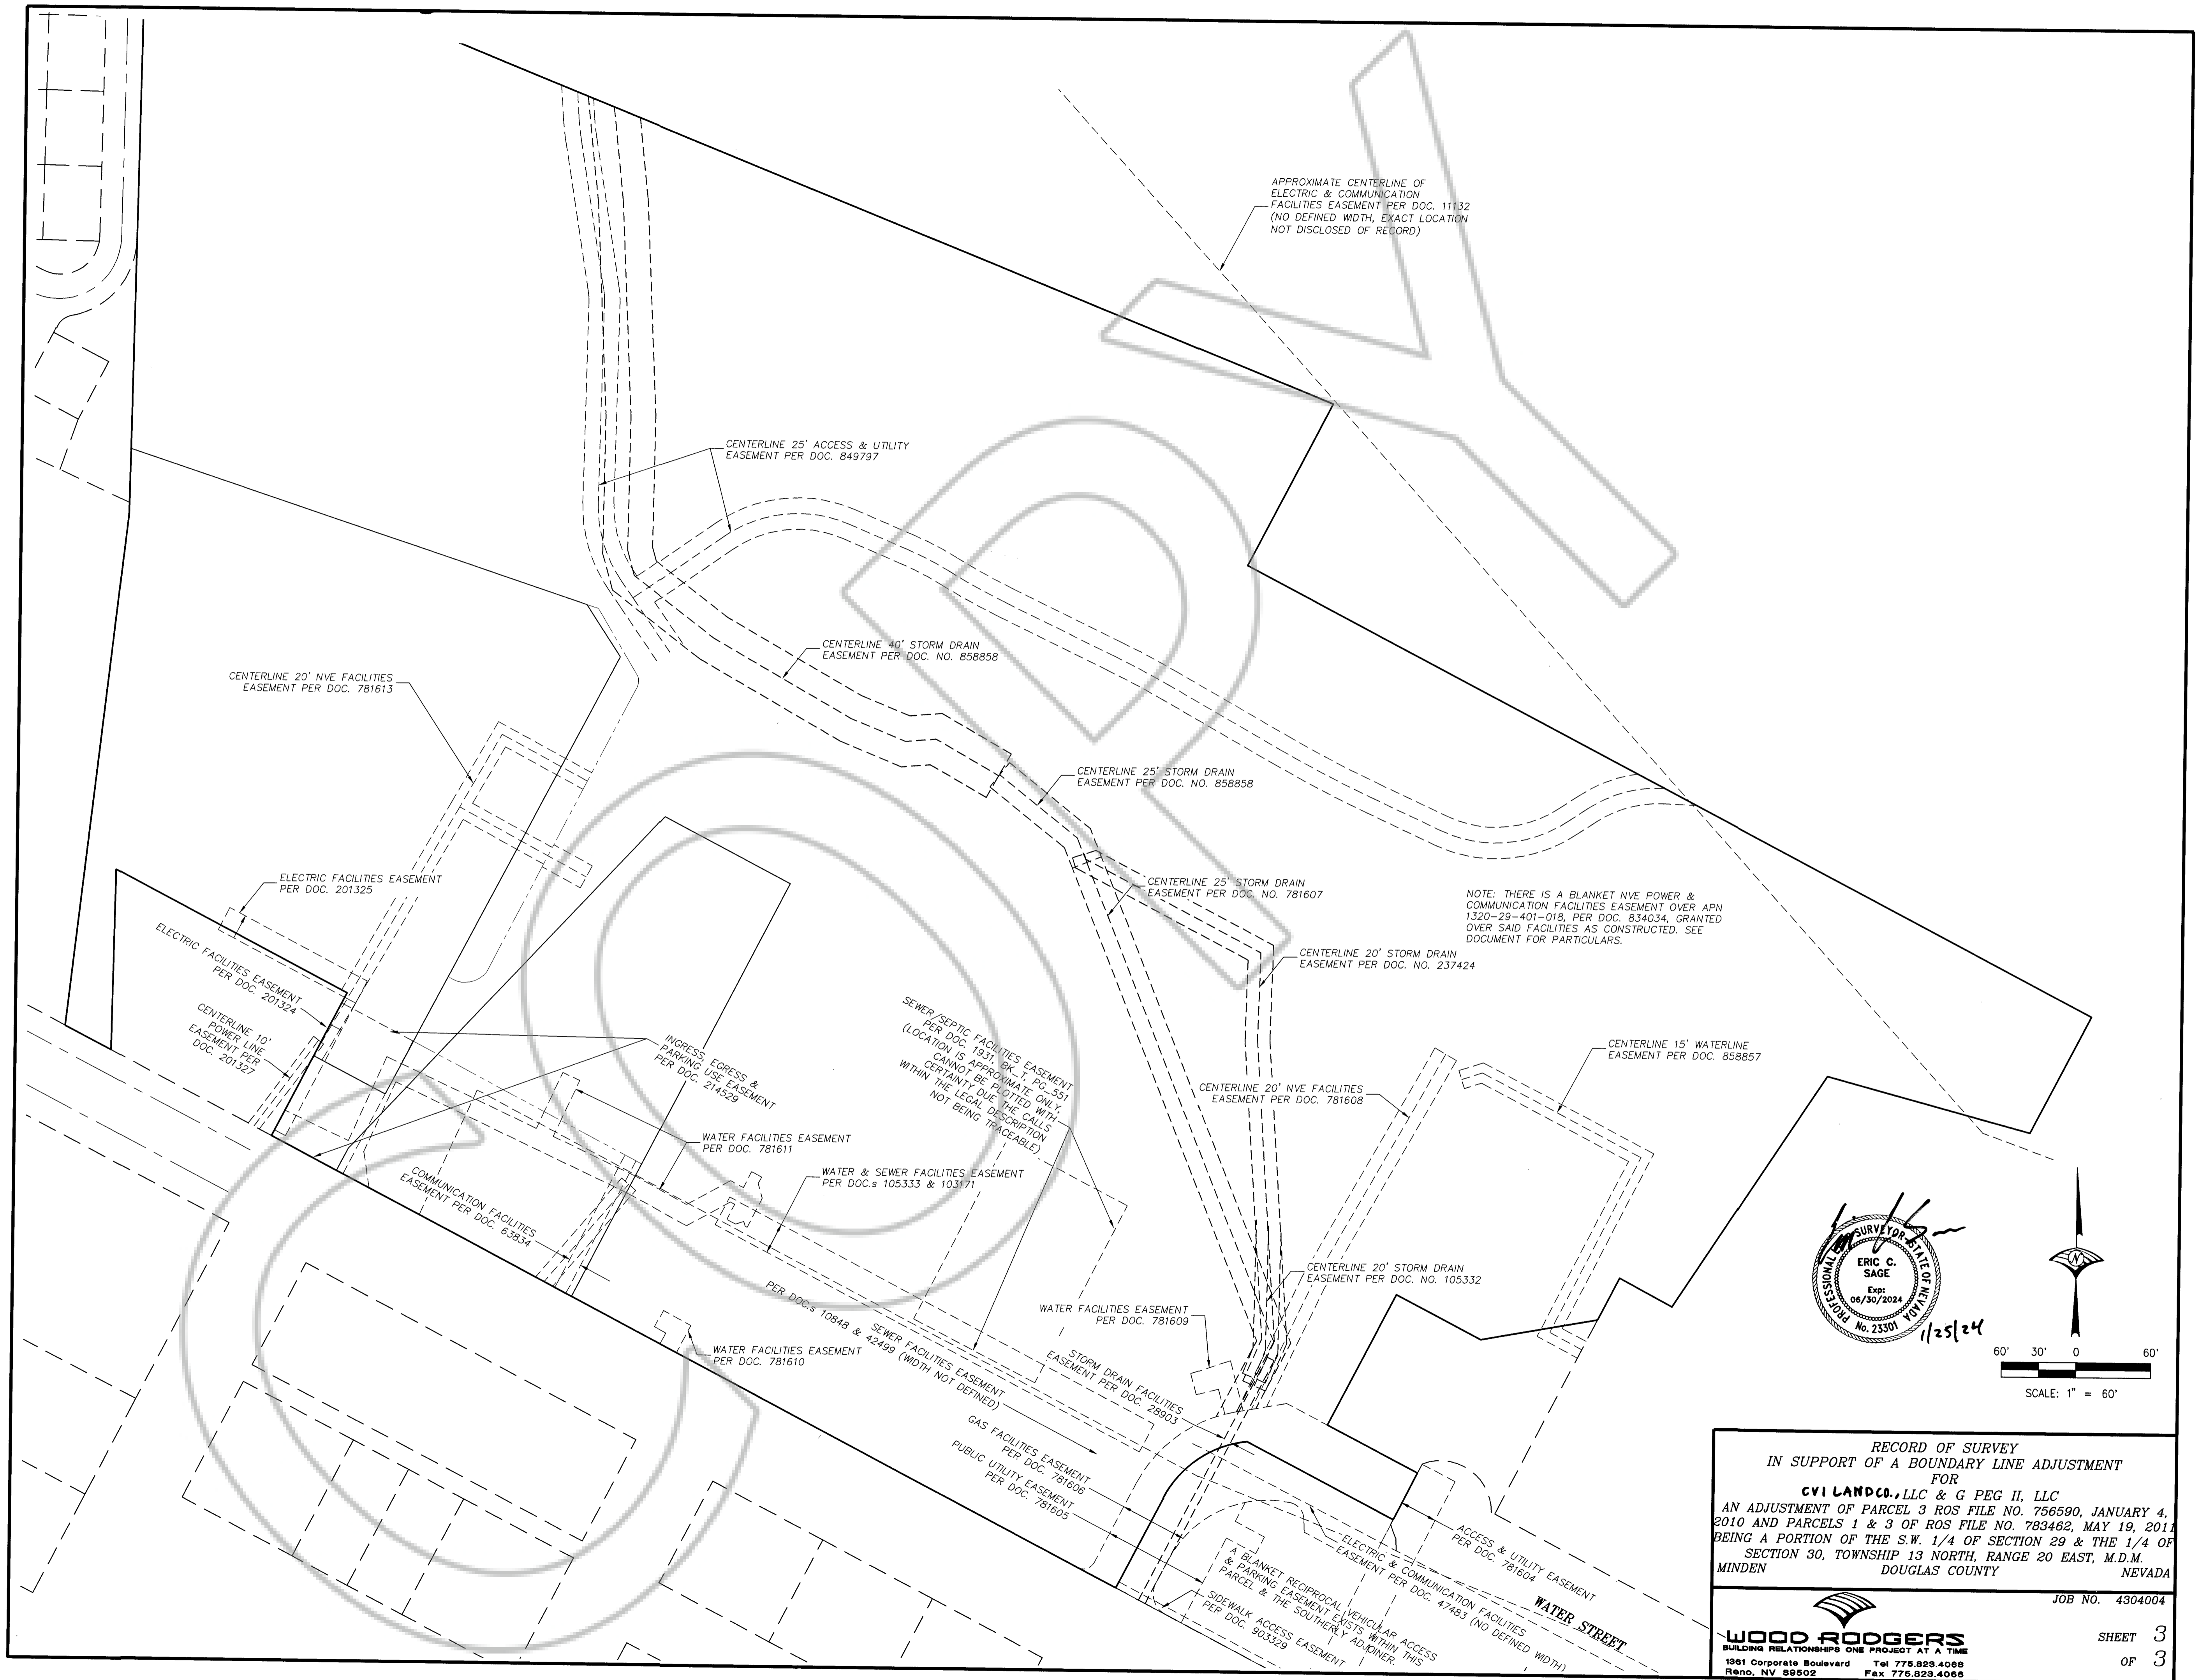 APPROXIMATE CENTERLINE OF
ELECTRIC & COMMUNICATION
FACILITIES EASEMENT PER DOC. 11132
(NO DEFINED WIDTH, EXACT LOCATION
NOT DISCLOSED OF RECORD)
CENTERLINE 25' ACCESS & UTILITY
EASEMENT PER DOC. 849797
CENTERLINE 40' STORM DRAIN
EASEMENT PER DOC. NO. 858858
CENTERLINE 20' NVE FACILITIES
EASEMENT PER DOC. 781613
CENTERLINE 25' STORM DRAIN
EASEMENT PER DOC. NO. 858858
ELECTRIC FACILITIES EASEMENT
PER DOC. 201325
CENTERLINE 25' STORM DRAIN
EASEMENT PER DOC. NO. 781607
NOTE: THERE IS A BLANKET NVE POWER &
COMMUNICATION FACILITIES EASEMENT OVER APN
1320-29-401-018, PER DOC. 834034, GRANTED
OVER SAID FACILITIES AS CONSTRUCTED. SEE
DOCUMENT FOR PARTICULARS.
ELECTRIC FACILITIES EASEMENT
PER DOC. 201324
CENTERLINE 20' STORM DRAIN
EASEMENT PER DOC. NO. 237424
CENTERLINE 10'
POWER LINE
EASEMENT PER
DOC. 201327
INGRESS, EGRESS &
PARKING USE EASEMENT
PER DOC. 214529
SEWER/SEPTIC FACILITIES EASEMENT
PER DOC. 1931, BK_T, PG_551
(LOCATION IS APPROXIMATE ONLY.
CANNOT BE PLOTTED WITH
CERTAINTY DUE THE CALLS
WITHIN THE LEGAL DESCRIPTION
NOT BEING TRACEABLE)
CENTERLINE 15' WATERLINE
EASEMENT PER DOC. 858857
CENTERLINE 20' NVE FACILITIES
EASEMENT PER DOC. 781608
WATER FACILITIES EASEMENT
PER DOC. 781611
WATER & SEWER FACILITIES EASEMENT
PER DOC.s 105333 & 103171
COMMUNICATION FACILITIES
EASEMENT PER DOC. 63834
CENTERLINE 20' STORM DRAIN
EASEMENT PER DOC. NO. 105332
WATER FACILITIES EASEMENT
PER DOC. 781609
WATER FACILITIES EASEMENT
PER DOC. 781610
SEWER FACILITIES EASEMENT
PER DOC.s 10848 & 42499 (WIDTH NOT DEFINED)
STORM DRAIN FACILITIES
EASEMENT PER DOC. 28903
GAS FACILITIES EASEMENT
PER DOC. 781606
PUBLIC UTILITY EASEMENT
PER DOC. 781605
ACCESS & UTILITY EASEMENT
PER DOC. 781604
ELECTRIC & COMMUNICATION FACILITIES
EASEMENT PER DOC. 47483 (NO DEFINED WIDTH)
A BLANKET RECIPROCAL VEHICULAR ACCESS
& PARKING EASEMENT EXISTS WITHIN THIS
PARCEL & THE SOUTHERLY ADJOINER.
SIDEWALK ACCESS EASEMENT
PER DOC. 903329
WATER STREET
COPY
PROFESSIONAL SURVEYOR-STATE OF NEVADA
ERIC C.
SAGE
Exp:
06/30/2024
No. 23301
1/25/24
N
60' 30' 0 60'
SCALE: 1" = 60'
RECORD OF SURVEY
IN SUPPORT OF A BOUNDARY LINE ADJUSTMENT
FOR
CVI LANDCO., LLC & G PEG II, LLC
AN ADJUSTMENT OF PARCEL 3 ROS FILE NO. 756590, JANUARY 4,
2010 AND PARCELS 1 & 3 OF ROS FILE NO. 783462, MAY 19, 2011
BEING A PORTION OF THE S.W. 1/4 OF SECTION 29 & THE 1/4 OF
SECTION 30, TOWNSHIP 13 NORTH, RANGE 20 EAST, M.D.M.
MINDEN DOUGLAS COUNTY NEVADA
JOB NO. 4304004
WOOD RODGERS
BUILDING RELATIONSHIPS ONE PROJECT AT A TIME
1361 Corporate Boulevard Tel 775.823.4068
Reno, NV 89502 Fax 775.823.4066
SHEET 3
OF 3